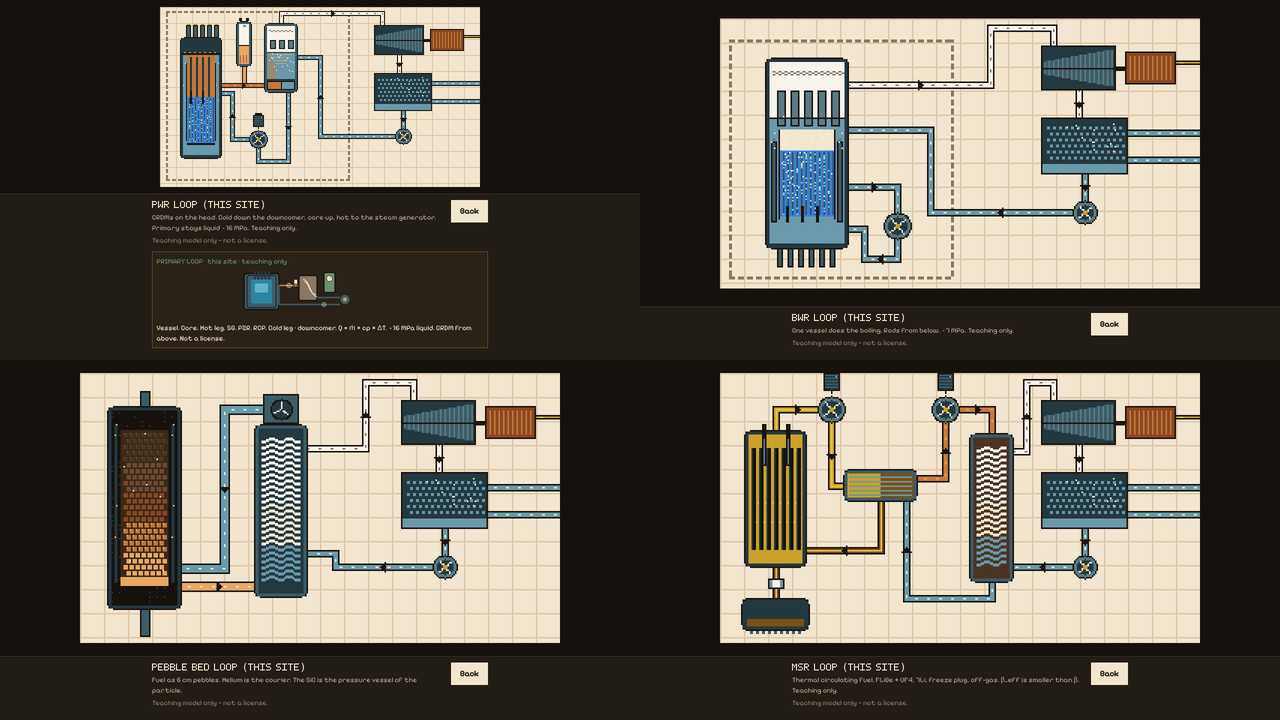 PWR LOOP (THIS SITE)
CRDMs on the head. Cold down the downcomer, core up, hot to the steam generator.
Primary stays liquid ~16 MPa. Teaching only.
Teaching model only — not a license.
Back
PRIMARY LOOP · this site · teaching only
Vessel. Core. Hot leg. SG. PZR. RCP. Cold leg · downcomer. Q = ṁ × cp × ΔT. ~16 MPa liquid. CRDM from
above. Not a license.
BWR LOOP (THIS SITE)
One vessel does the boiling. Rods from below. ~7 MPa. Teaching only.
Teaching model only — not a license.
Back
PEBBLE BED LOOP (THIS SITE)
Fuel as 6 cm pebbles. Helium is the courier. The SiC is the pressure vessel of the
particle.
Teaching model only — not a license.
Back
MSR LOOP (THIS SITE)
Thermal circulating fuel. FLiBe + UF4, 7Li, freeze plug, off-gas. β_eff is smaller than β.
Teaching only.
Teaching model only — not a license.
Back